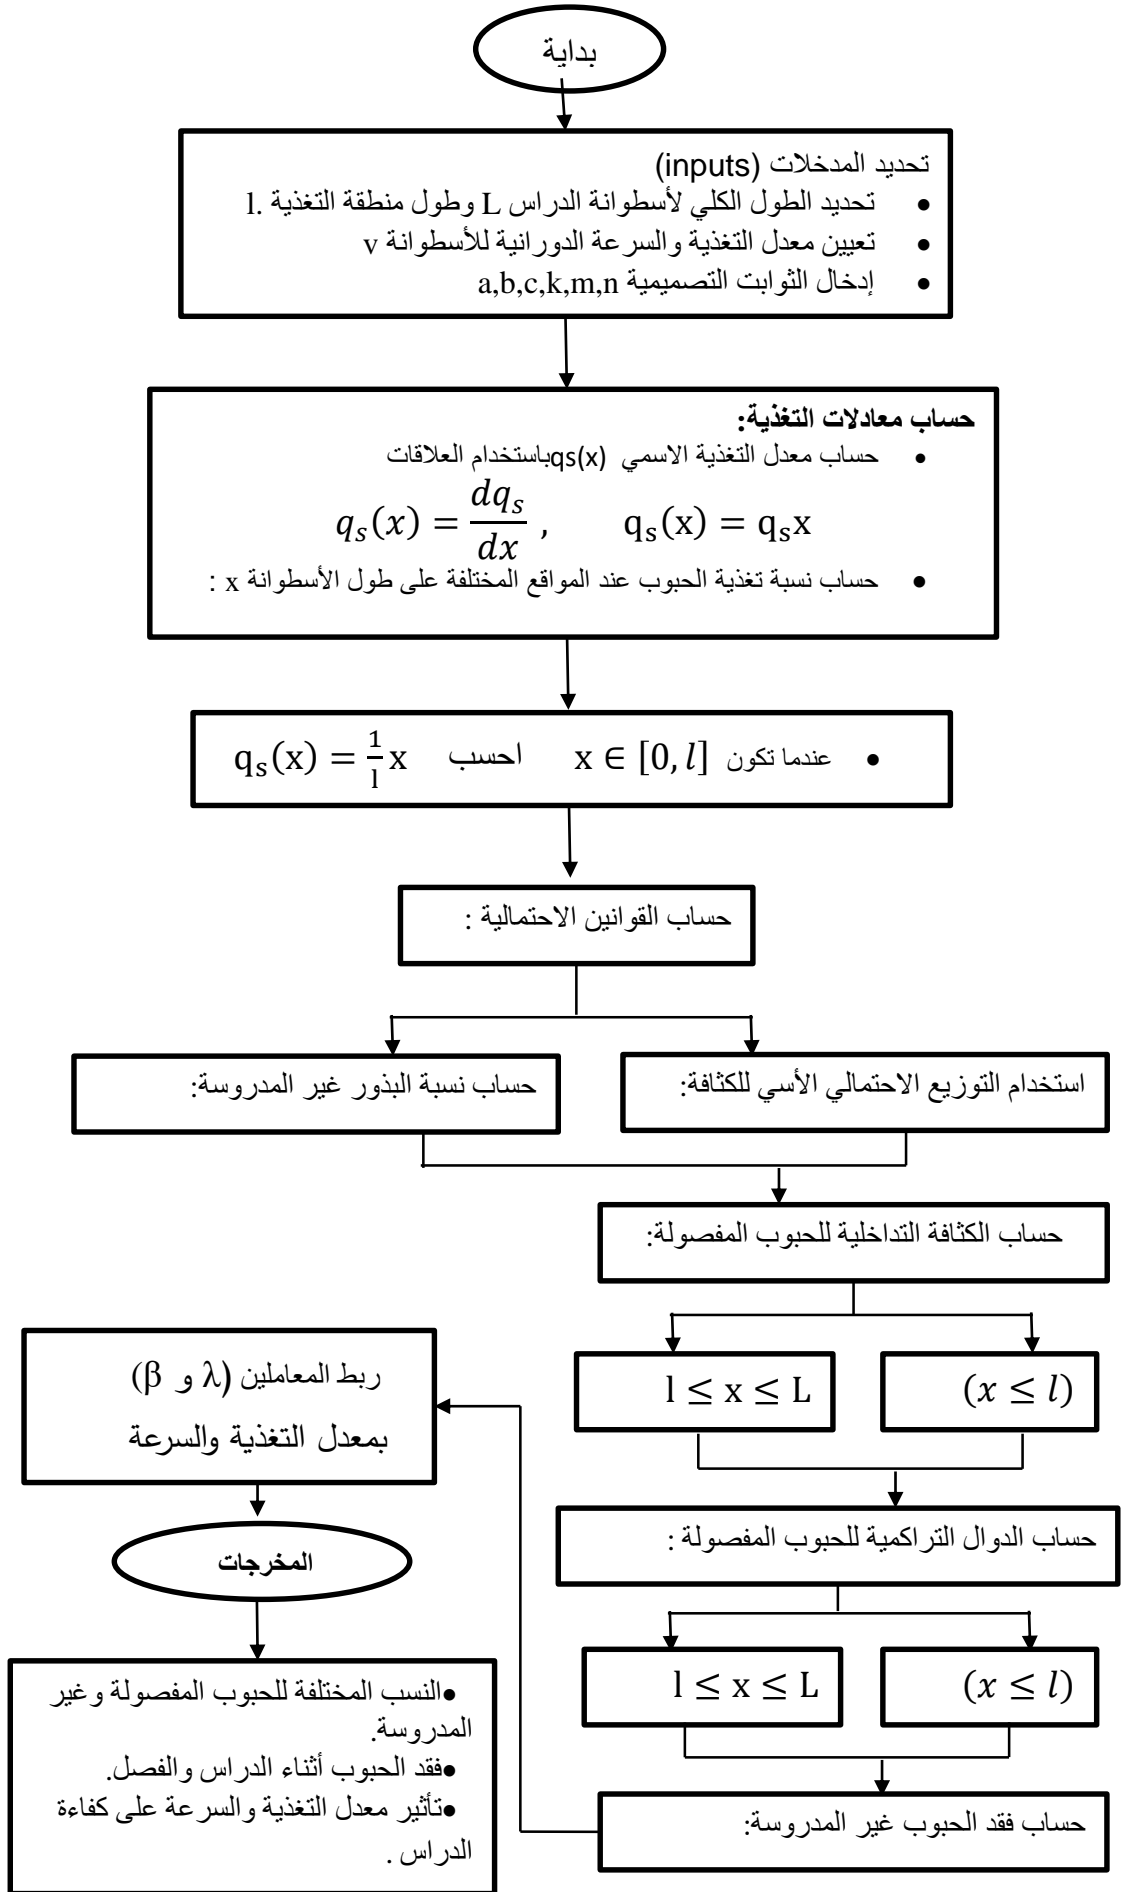 بداية
تحديد المدخلات (inputs)
• تحديد الطول الكلي لأسطوانة الدراس L وطول منطقة التغذية l.
• تعيين معدل التغذية والسرعة الدورانية للأسطوانة v
• إدخال الثوابت التصميمية a,b,c,k,m,n
حساب معادلات التغذية:
• حساب معدل التغذية الاسمي qs(x)باستخدام العلاقات
q_s(x) = dq_s/dx , q_s(x) = q_sx
• حساب نسبة تغذية الحبوب عند المواقع المختلفة على طول الأسطوانة x :
• عندما تكون x ∈ [0, l] احسب q_s(x) = 1/l x
حساب القوانين الاحتمالية :
استخدام التوزيع الاحتمالي الأسي للكثافة:
حساب نسبة البذور غير المدروسة:
حساب الكثافة التداخلية للحبوب المفصولة:
(x ≤ l)
l ≤ x ≤ L
حساب الدوال التراكمية للحبوب المفصولة :
(x ≤ l)
l ≤ x ≤ L
حساب فقد الحبوب غير المدروسة:
ربط المعاملين (λ و β)
بمعدل التغذية والسرعة
المخرجات
•النسب المختلفة للحبوب المفصولة وغير
المدروسة.
•فقد الحبوب أثناء الدراس والفصل.
•تأثير معدل التغذية والسرعة على كفاءة
الدراس .